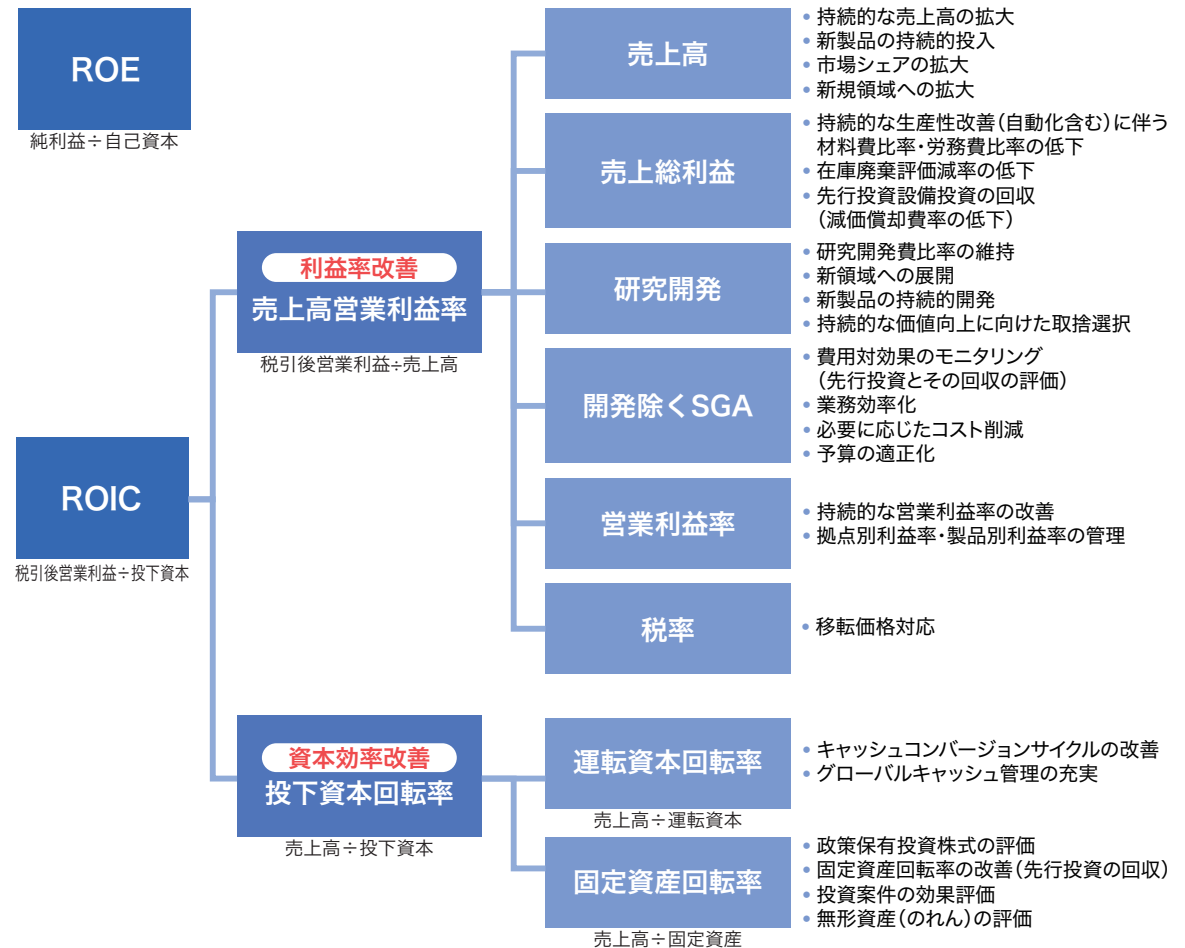 ROE
純利益÷自己資本
ROIC
税引後営業利益÷投下資本
利益率改善
売上高営業利益率
税引後営業利益÷売上高
資本効率改善
投下資本回転率
売上高÷投下資本
売上高
• 持続的な売上高の拡大
• 新製品の持続的投入
• 市場シェアの拡大
• 新規領域への拡大
売上総利益
• 持続的な生産性改善(自動化含む)に伴う
材料費比率・労務費比率の低下
• 在庫廃棄評価減率の低下
• 先行投資設備投資の回収
(減価償却費率の低下)
研究開発
• 研究開発費比率の維持
• 新領域への展開
• 新製品の持続的開発
• 持続的な価値向上に向けた取捨選択
開発除くSGA
• 費用対効果のモニタリング
(先行投資とその回収の評価)
• 業務効率化
• 必要に応じたコスト削減
• 予算の適正化
営業利益率
• 持続的な営業利益率の改善
• 拠点別利益率・製品別利益率の管理
税率
• 移転価格対応
運転資本回転率
売上高÷運転資本
• キャッシュコンバージョンサイクルの改善
• グローバルキャッシュ管理の充実
固定資産回転率
売上高÷固定資産
• 政策保有投資株式の評価
• 固定資産回転率の改善(先行投資の回収)
• 投資案件の効果評価
• 無形資産(のれん)の評価